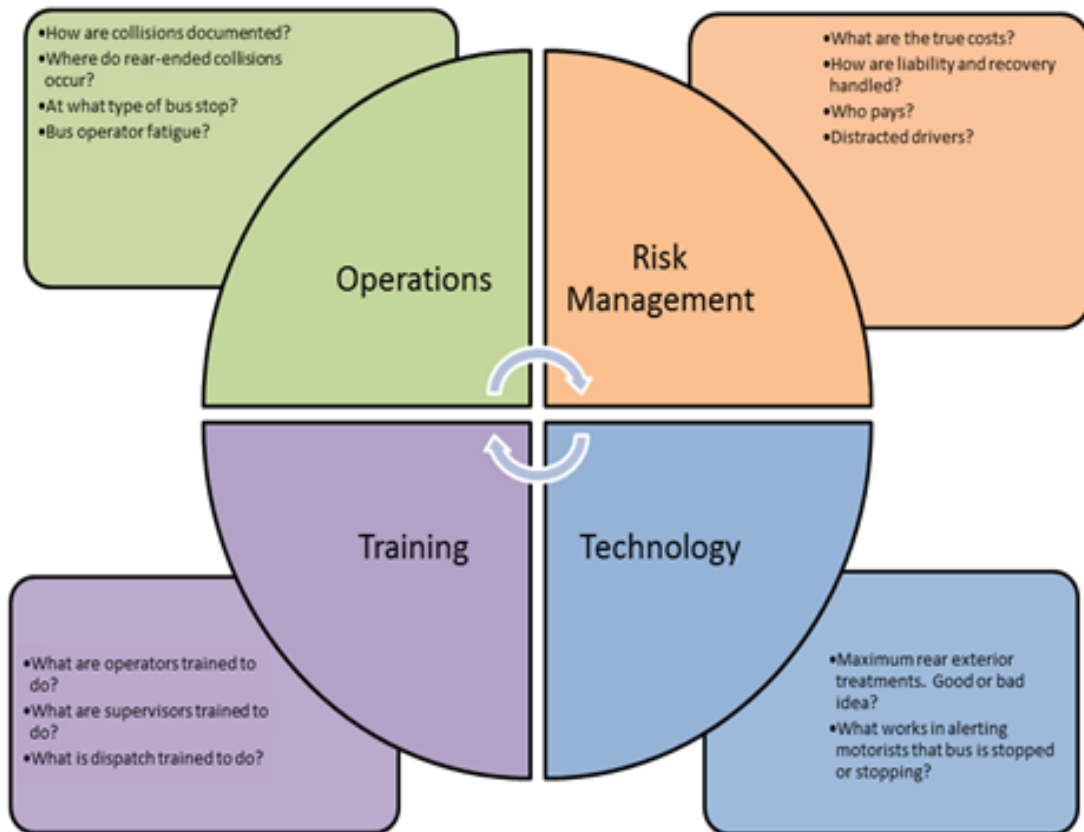 •How are collisions documented?
•Where do rear-ended collisions
occur?
•At what type of bus stop?
•Bus operator fatigue?
•What are the true costs?
•How are liability and recovery
handled?
•Who pays?
•Distracted drivers?
Operations
Risk
Management
Training
Technology
•What are operators trained to
do?
•What are supervisors trained to
do?
•What is dispatch trained to do?
•Maximum rear exterior
treatments. Good or bad
idea?
•What works in alerting
motorists that bus is stopped
or stopping?